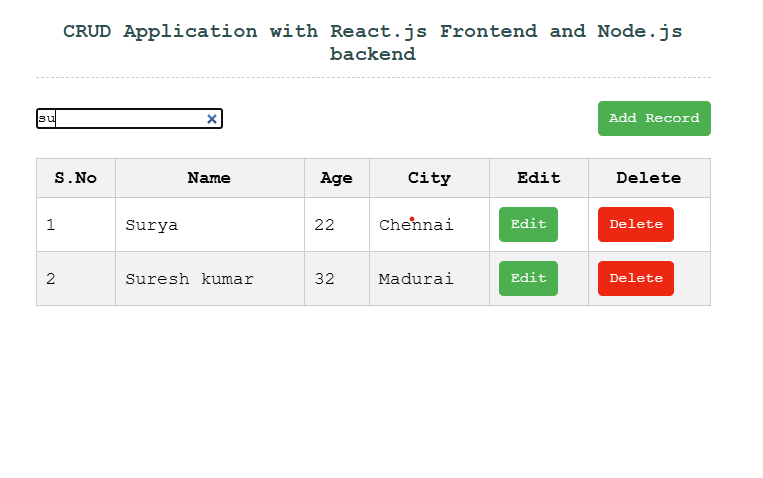 CRUD Application with React.js Frontend and Node.js
backend
su
Add Record
S.No Name Age City Edit Delete
1 Surya 22 Chennai Edit Delete
2 Suresh kumar 32 Madurai Edit Delete